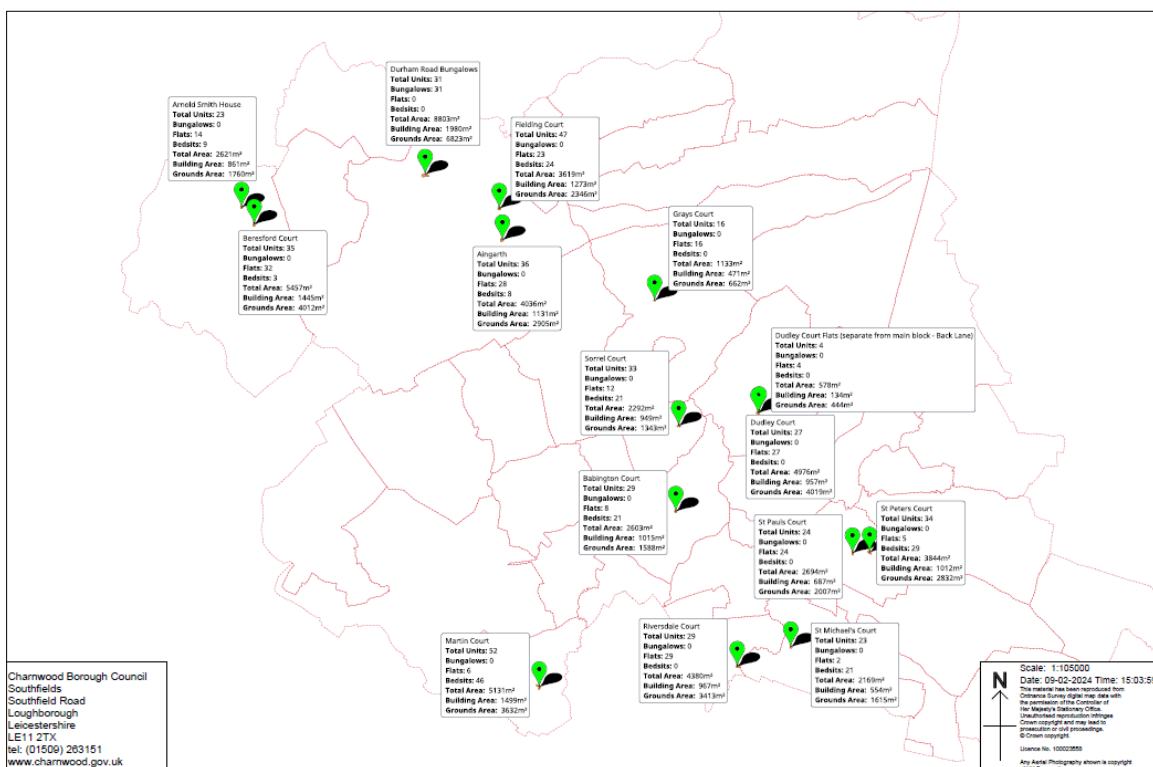 Durham Road Bungalows
Total Units: 31
Bungalows: 31
Flats: 0
Bedsits: 0
Total Area: 8803m²
Building Area: 1980m²
Grounds Area: 6823m²
Arnold Smith House
Total Units: 23
Bungalows: 0
Flats: 14
Bedsits: 9
Total Area: 2621m²
Building Area: 861m²
Grounds Area: 1760m²
Fielding Court
Total Units: 47
Bungalows: 0
Flats: 23
Bedsits: 24
Total Area: 3619m²
Building Area: 1273m²
Grounds Area: 2346m²
Beresford Court
Total Units: 35
Bungalows: 0
Flats: 32
Bedsits: 3
Total Area: 5457m²
Building Area: 1445m²
Grounds Area: 4012m²
Aingarth
Total Units: 36
Bungalows: 0
Flats: 28
Bedsits: 8
Total Area: 4036m²
Building Area: 1131m²
Grounds Area: 2905m²
Grays Court
Total Units: 16
Bungalows: 0
Flats: 16
Bedsits: 0
Total Area: 1133m²
Building Area: 471m²
Grounds Area: 662m²
Dudley Court Flats (separate from main block - Back Lane)
Total Units: 4
Bungalows: 0
Flats: 4
Bedsits: 0
Total Area: 578m²
Building Area: 134m²
Grounds Area: 444m²
Sorrel Court
Total Units: 33
Bungalows: 0
Flats: 12
Bedsits: 21
Total Area: 2292m²
Building Area: 949m²
Grounds Area: 1343m²
Dudley Court
Total Units: 27
Bungalows: 0
Flats: 27
Bedsits: 0
Total Area: 4976m²
Building Area: 957m²
Grounds Area: 4019m²
Babington Court
Total Units: 29
Bungalows: 0
Flats: 8
Bedsits: 21
Total Area: 2603m²
Building Area: 1015m²
Grounds Area: 1588m²
St Pauls Court
Total Units: 24
Bungalows: 0
Flats: 24
Bedsits: 0
Total Area: 2694m²
Building Area: 687m²
Grounds Area: 2007m²
St Peters Court
Total Units: 34
Bungalows: 0
Flats: 5
Bedsits: 29
Total Area: 3844m²
Building Area: 1012m²
Grounds Area: 2832m²
Martin Court
Total Units: 52
Bungalows: 0
Flats: 6
Bedsits: 46
Total Area: 5131m²
Building Area: 1499m²
Grounds Area: 3632m²
Riversdale Court
Total Units: 29
Bungalows: 0
Flats: 29
Bedsits: 0
Total Area: 4380m²
Building Area: 967m²
Grounds Area: 3413m²
St Michael's Court
Total Units: 23
Bungalows: 0
Flats: 2
Bedsits: 21
Total Area: 2169m²
Building Area: 554m²
Grounds Area: 1615m²
Charnwood Borough Council
Southfields
Southfield Road
Loughborough
Leicestershire
LE11 2TX
tel: (01509) 263151
www.charnwood.gov.uk
N
Scale: 1:105000
Date: 09-02-2024 Time: 15:03:59
This material has been reproduced from
Ordnance Survey digital map data with
the permission of the Controller of
Her Majesty's Stationary Office.
Unauthorised reproduction infringes
Crown copyright and may lead to
prosecution or civil proceedings.
© Crown copyright.
Licence No. 100023558
Any Aerial Photography shown is copyright